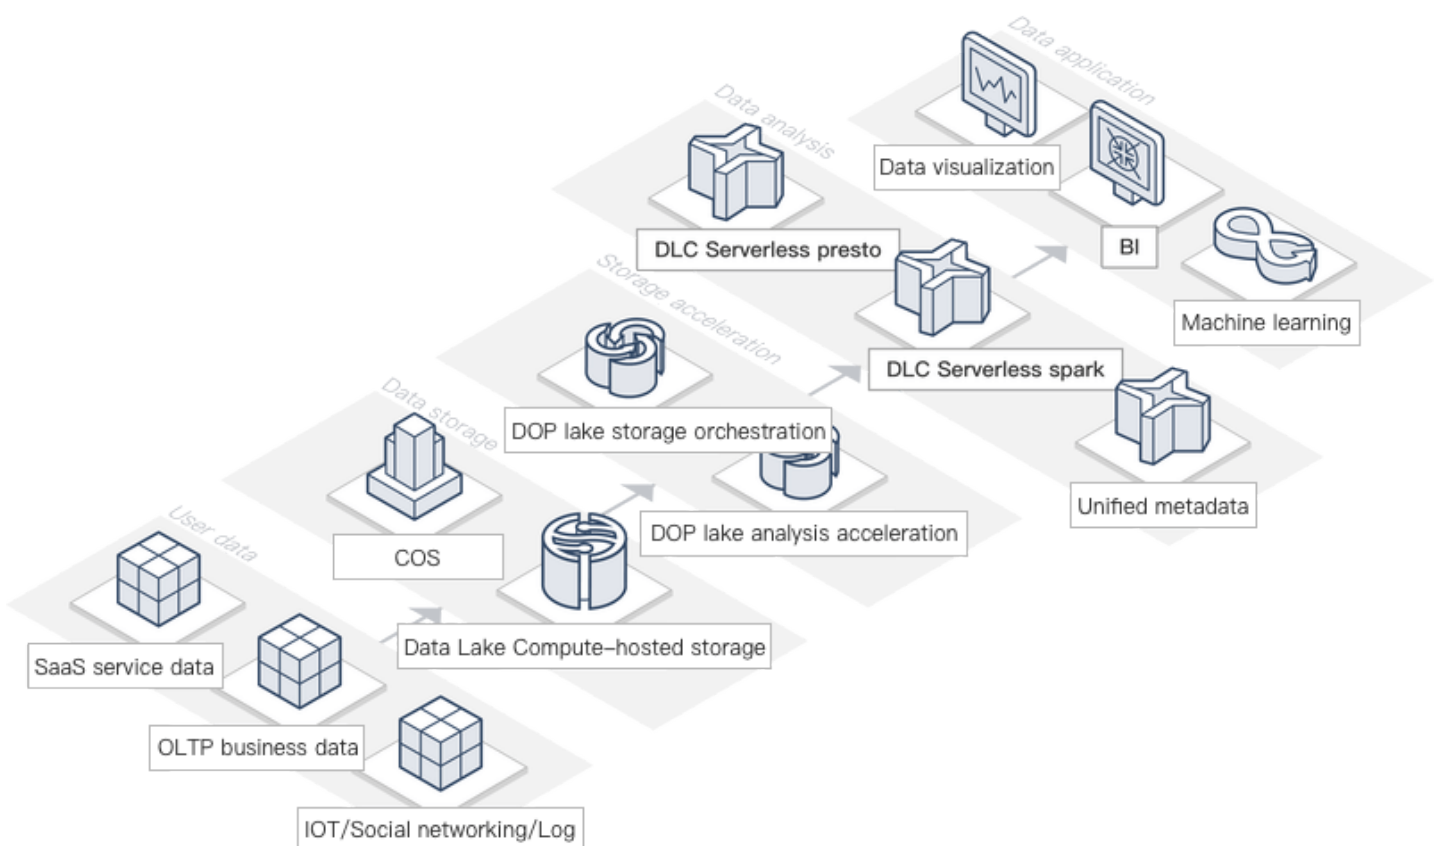 Data application
Data visualization
BI
Machine learning
Data analysis
DLC Serverless presto
DLC Serverless spark
Unified metadata
Storage acceleration
DOP lake storage orchestration
DOP lake analysis acceleration
Data storage
COS
Data Lake Compute-hosted storage
User data
SaaS service data
OLTP business data
IOT/Social networking/Log